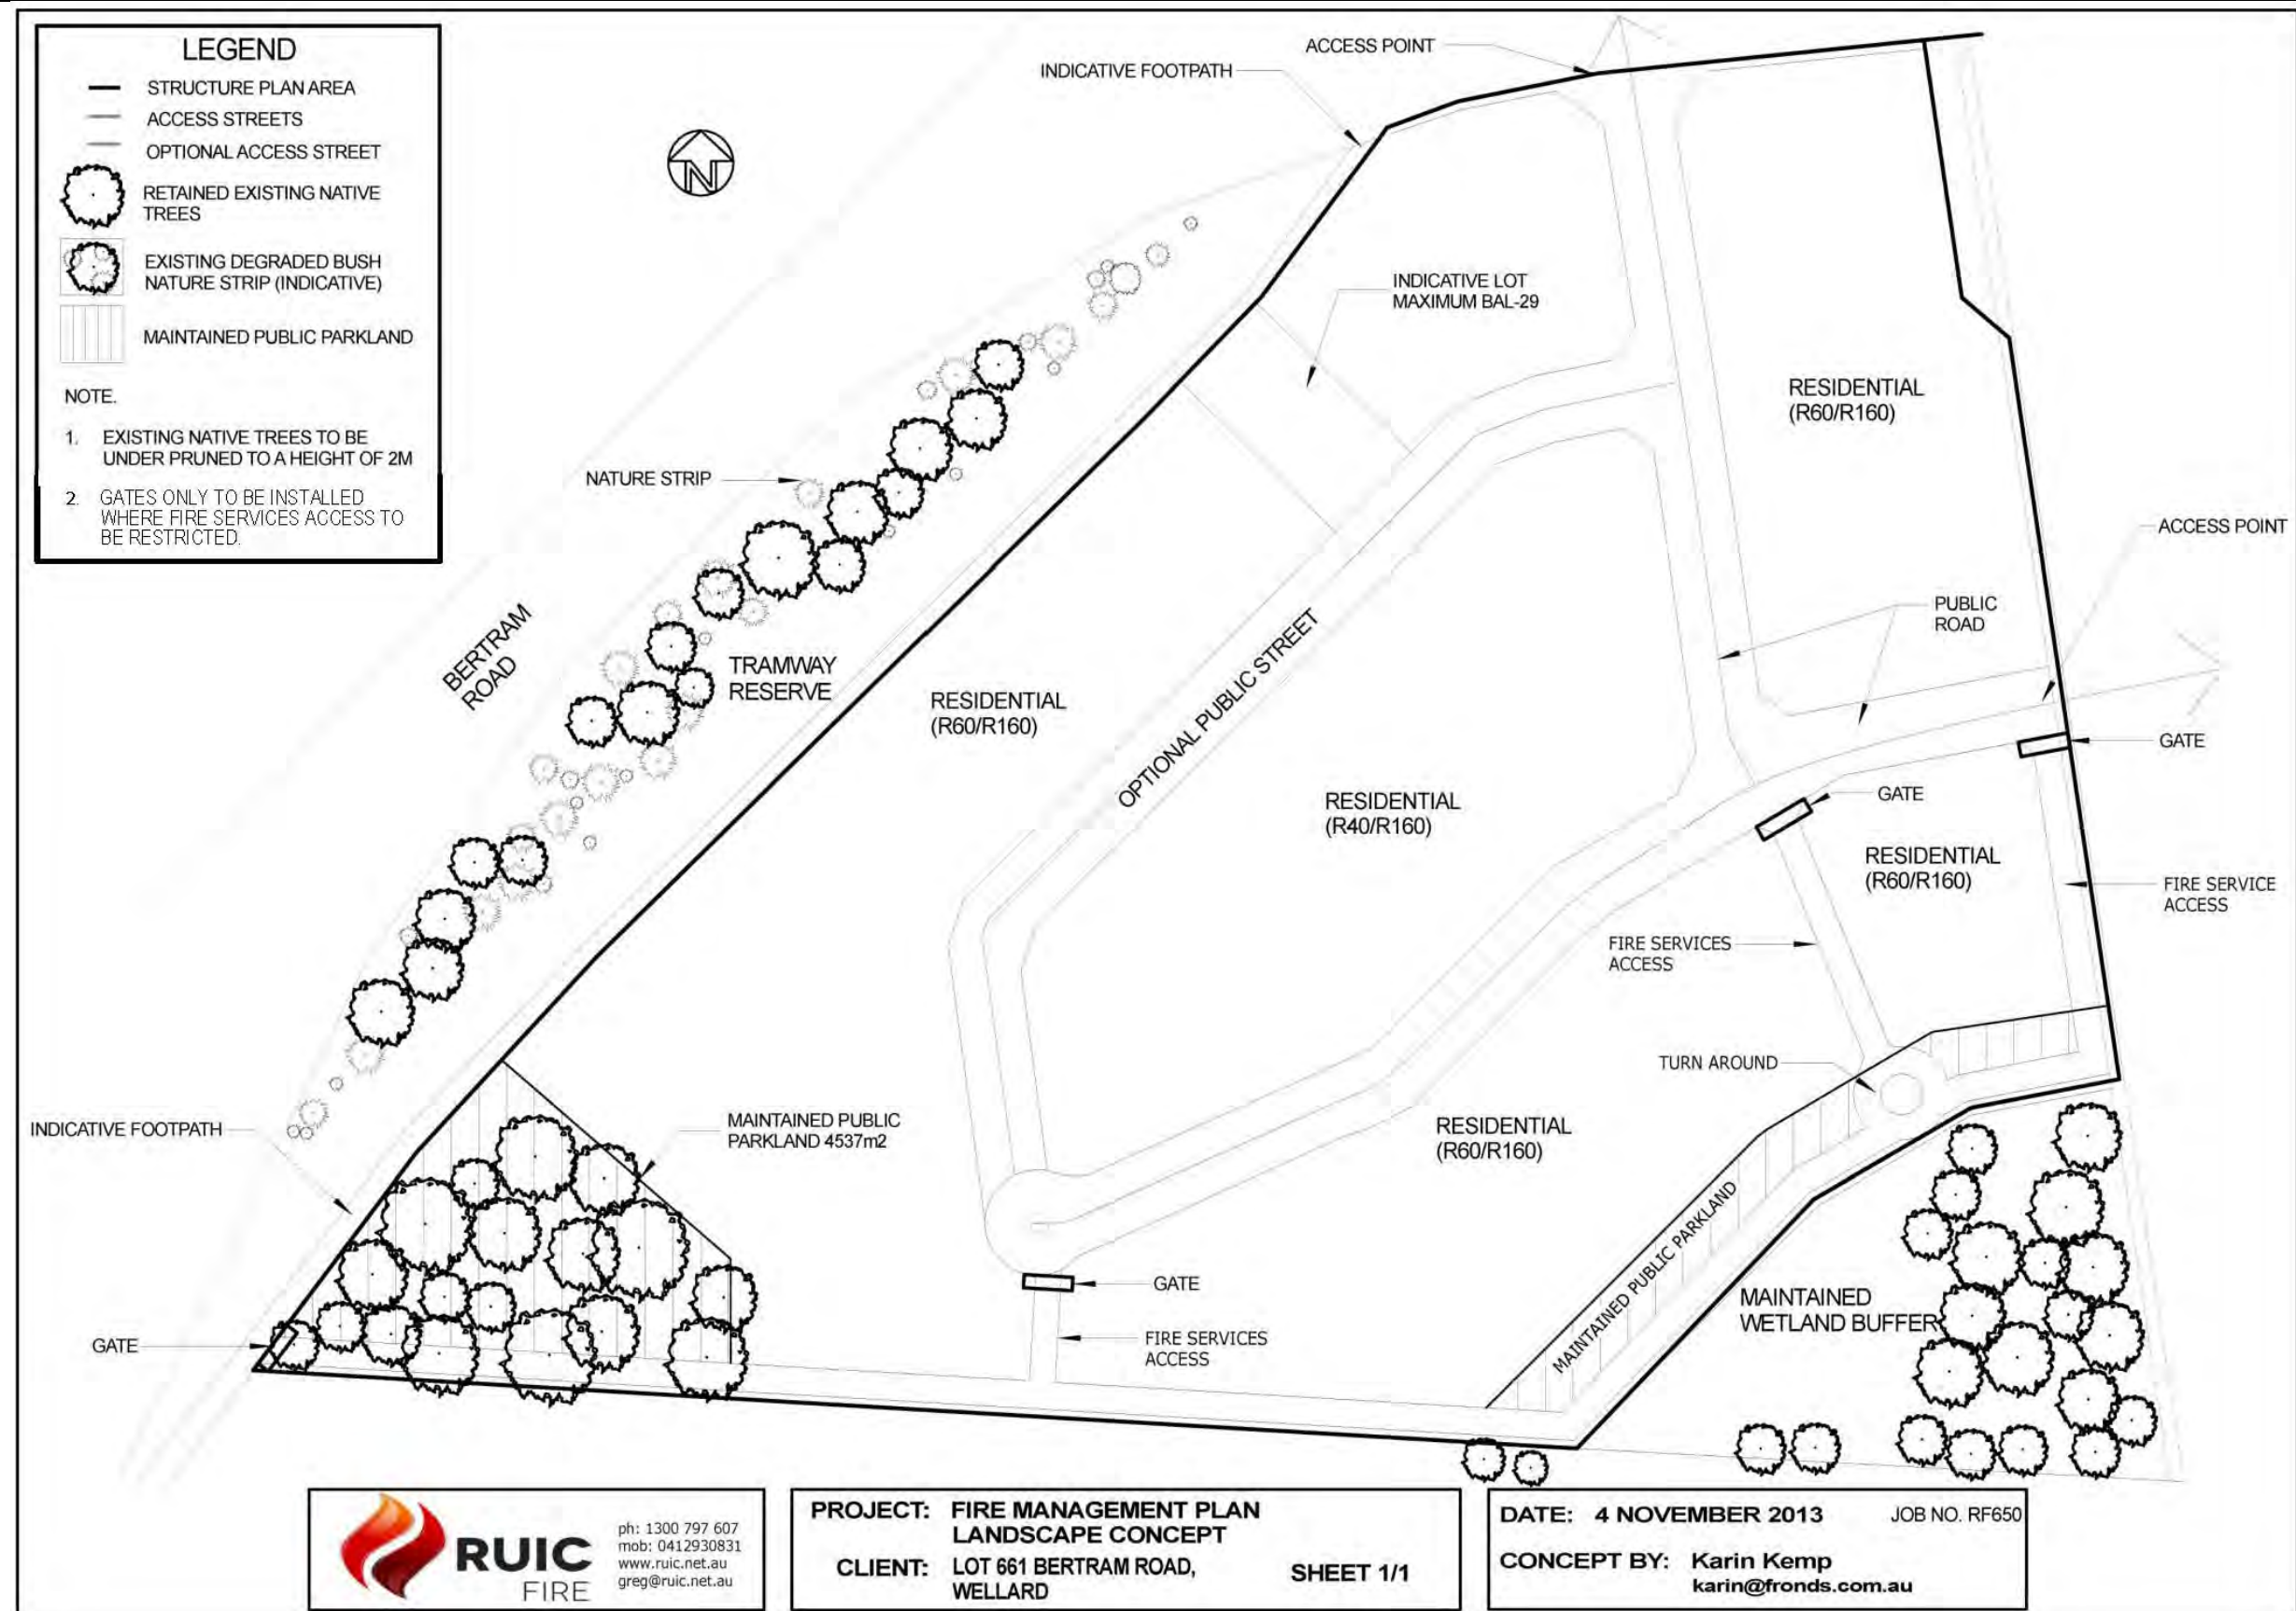 LEGEND
STRUCTURE PLAN AREA
ACCESS STREETS
OPTIONAL ACCESS STREET
RETAINED EXISTING NATIVE
TREES
EXISTING DEGRADED BUSH
NATURE STRIP (INDICATIVE)
MAINTAINED PUBLIC PARKLAND
NOTE.
1. EXISTING NATIVE TREES TO BE
UNDER PRUNED TO A HEIGHT OF 2M
2. GATES ONLY TO BE INSTALLED
WHERE FIRE SERVICES ACCESS TO
BE RESTRICTED.
N
ACCESS POINT
INDICATIVE FOOTPATH
INDICATIVE LOT
MAXIMUM BAL-29
RESIDENTIAL
(R60/R160)
NATURE STRIP
ACCESS POINT
BERTRAM
ROAD
TRAMWAY
RESERVE
PUBLIC
ROAD
RESIDENTIAL
(R60/R160)
OPTIONAL PUBLIC STREET
GATE
GATE
RESIDENTIAL
(R40/R160)
RESIDENTIAL
(R60/R160)
FIRE SERVICE
ACCESS
FIRE SERVICES
ACCESS
TURN AROUND
INDICATIVE FOOTPATH
MAINTAINED PUBLIC
PARKLAND 4537m2
RESIDENTIAL
(R60/R160)
MAINTAINED PUBLIC PARKLAND
GATE
MAINTAINED
WETLAND BUFFER
GATE
FIRE SERVICES
ACCESS
RUIC
FIRE
ph: 1300 797 607
mob: 0412930831
www.ruic.net.au
greg@ruic.net.au
PROJECT: FIRE MANAGEMENT PLAN
LANDSCAPE CONCEPT
CLIENT: LOT 661 BERTRAM ROAD,
WELLARD
SHEET 1/1
DATE: 4 NOVEMBER 2013 JOB NO. RF650
CONCEPT BY: Karin Kemp
karin@fronds.com.au